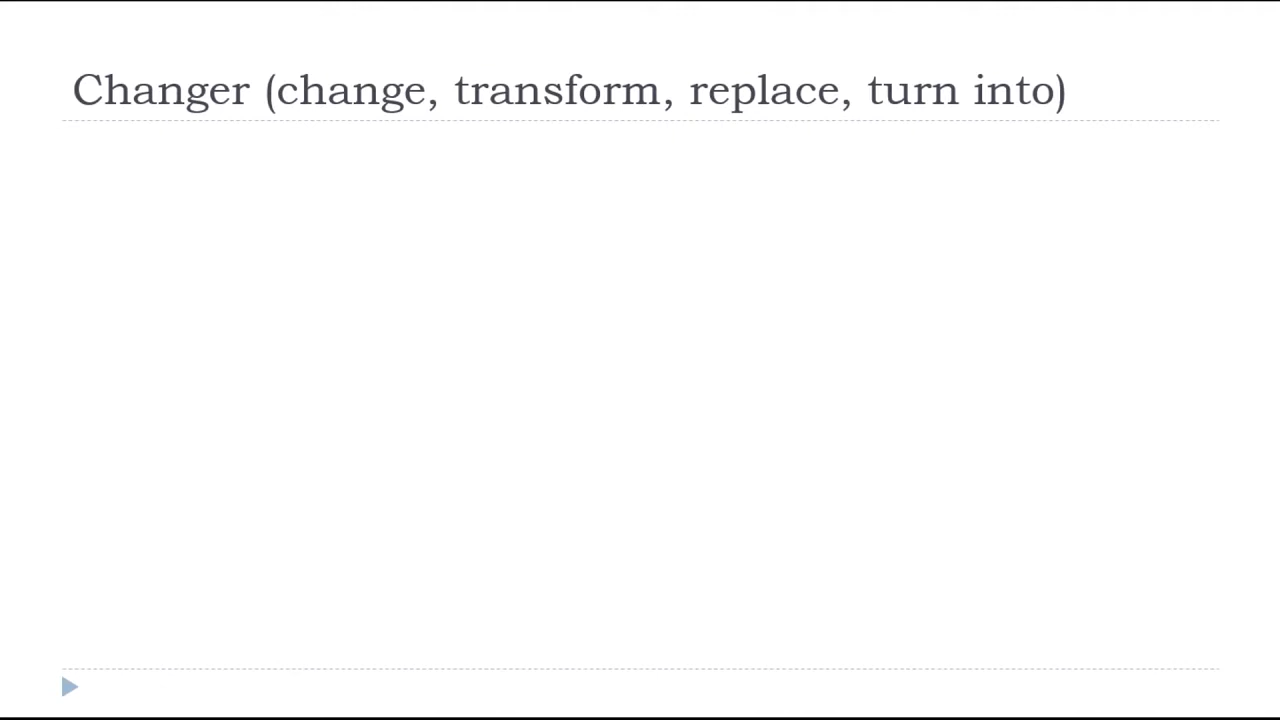 Changer (change, transform, replace, turn into)